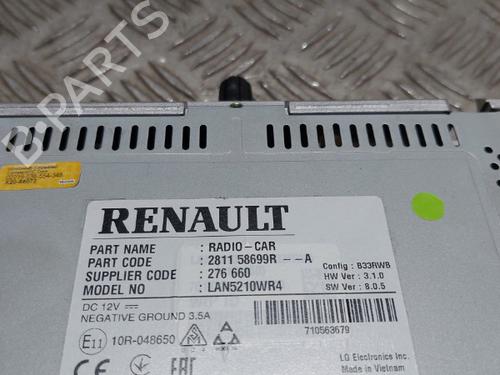 B-PARTS
RENAULT
PART NAME : RADIO-CAR
PART CODE : 2811 58699R --A
SUPPLIER CODE : 276 660
MODEL NO : LAN5210WR4
Config : B33RWB
HW Ver : 3.1.0
SW Ver : 8.0.5
DC 12V
NEGATIVE GROUND 3.5A
710563679
E11 10R-048650
LG Electronics Inc.
Made in Vietnam
CE
EAC